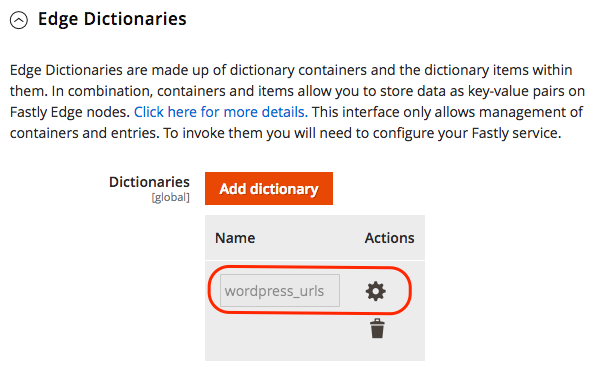 Edge Dictionaries
Edge Dictionaries are made up of dictionary containers and the dictionary items within
them. In combination, containers and items allow you to store data as key-value pairs on
Fastly Edge nodes. Click here for more details. This interface only allows management of
containers and entries. To invoke them you will need to configure your Fastly service.
Dictionaries
[global]
Add dictionary
Name Actions
wordpress_urls